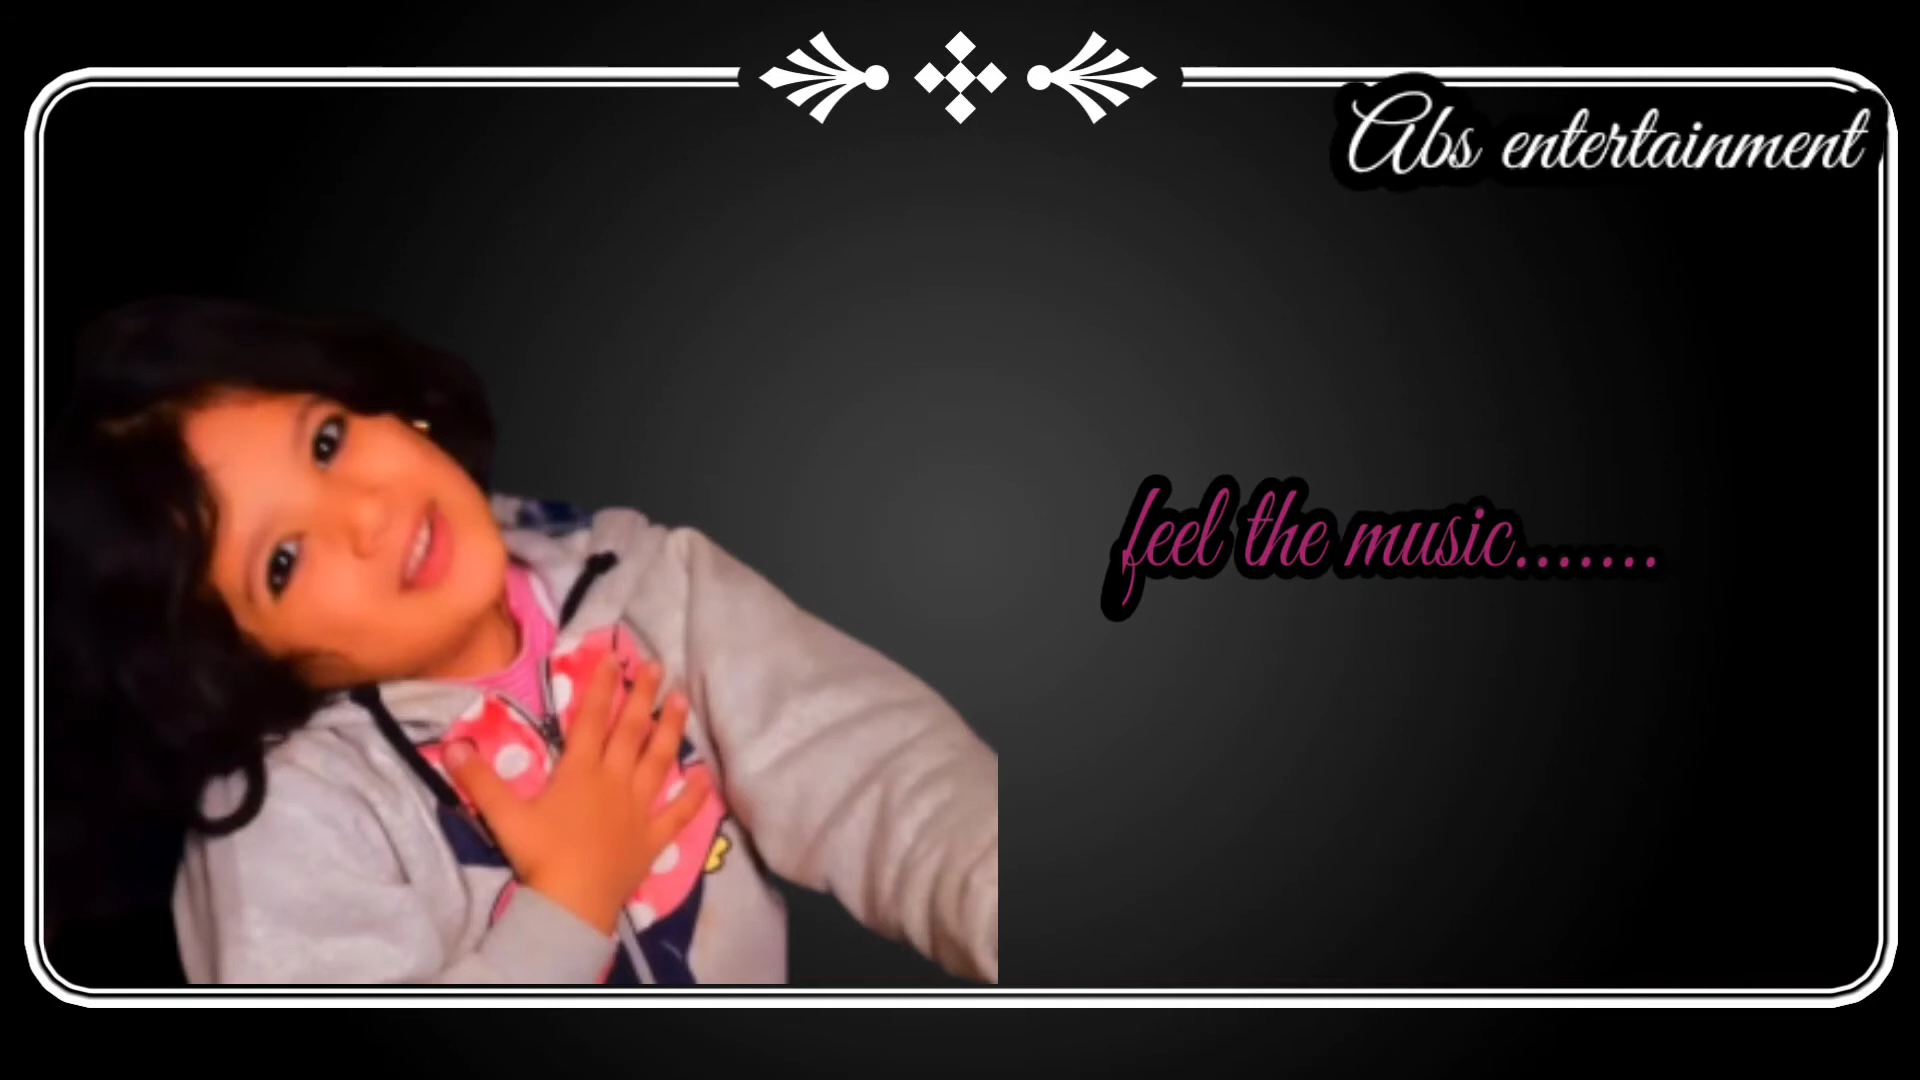 Abs entertainment
feel the music.......